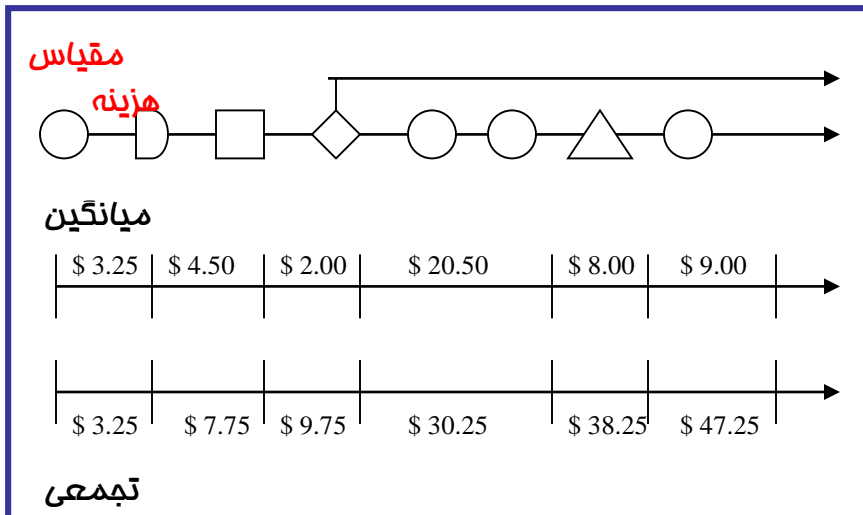 مقیاس
هزینه
میانگین
$ 3.25 $ 4.50 $ 2.00 $ 20.50 $ 8.00 $ 9.00
$ 3.25 $ 7.75 $ 9.75 $ 30.25 $ 38.25 $ 47.25
تجمعی